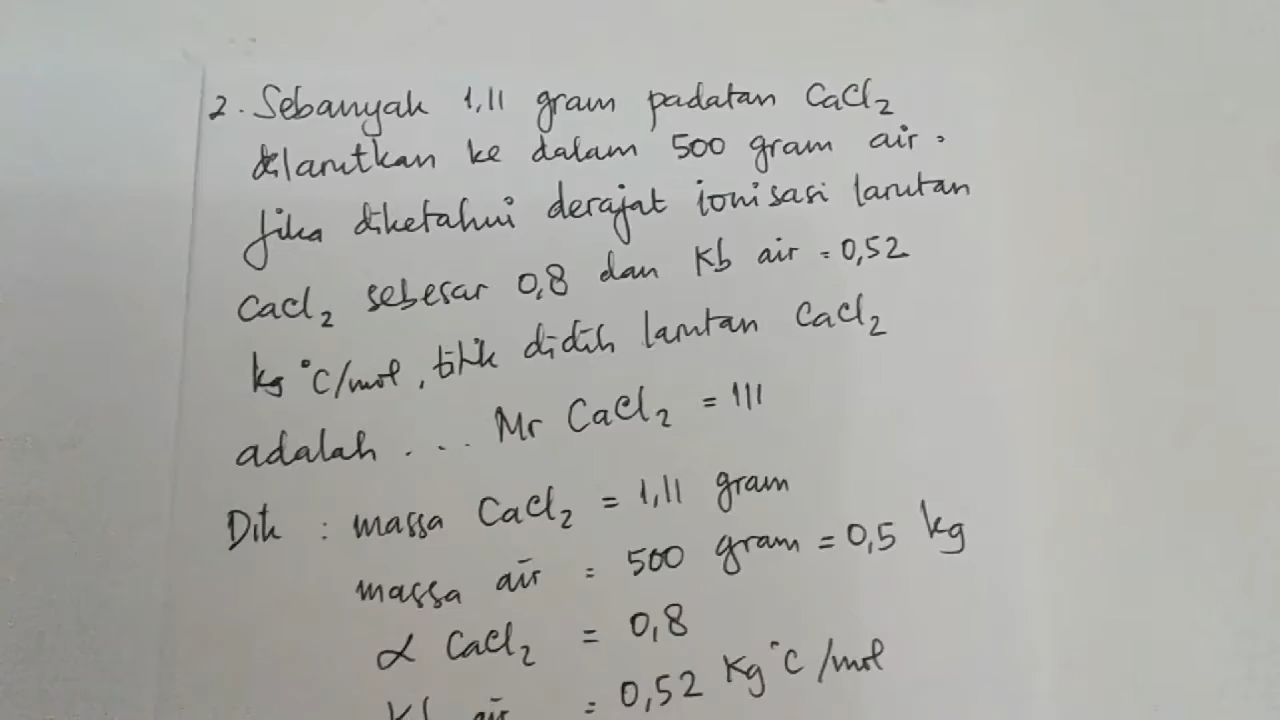 2. Sebanyak 1,11 gram padatan CaCl2
dilarutkan ke dalam 500 gram air.
Jika diketahui derajat ionisasi larutan
CaCl2 sebesar 0,8 dan Kb air = 0,52
kg °C/mol, titik didih larutan CaCl2
adalah ... Mr CaCl2 = 111
Dik : massa CaCl2 = 1,11 gram
massa air = 500 gram = 0,5 kg
α CaCl2 = 0,8
Kb air = 0,52 Kg °C/mol